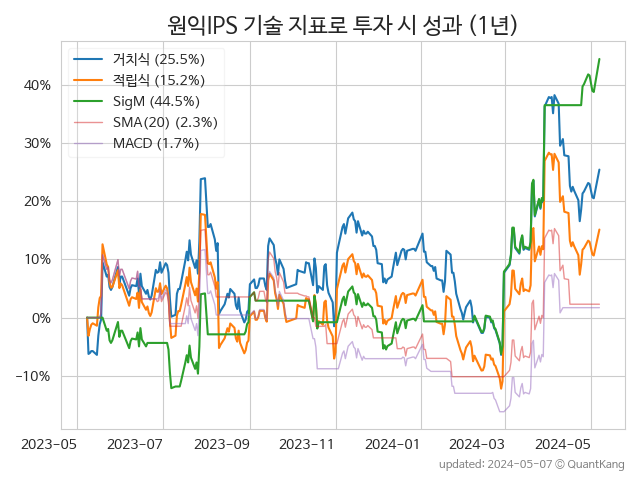 원익IPS 기술 지표로 투자 시 성과 (1년)
거치식 (25.5%)
적립식 (15.2%)
SigM (44.5%)
SMA(20) (2.3%)
MACD (1.7%)
40%
30%
20%
10%
0%
−10%
2023-05
2023-07
2023-09
2023-11
2024-01
2024-03
2024-05
updated: 2024-05-07 © QuantKang